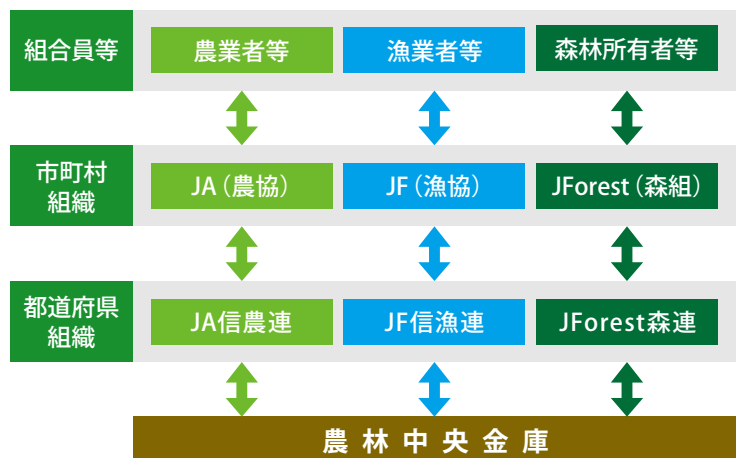 組合員等
農業者等
漁業者等
森林所有者等
市町村
組織
JA（農協）
JF（漁協）
JForest（森組）
都道府県
組織
JA信農連
JF信漁連
JForest森連
農林中央金庫